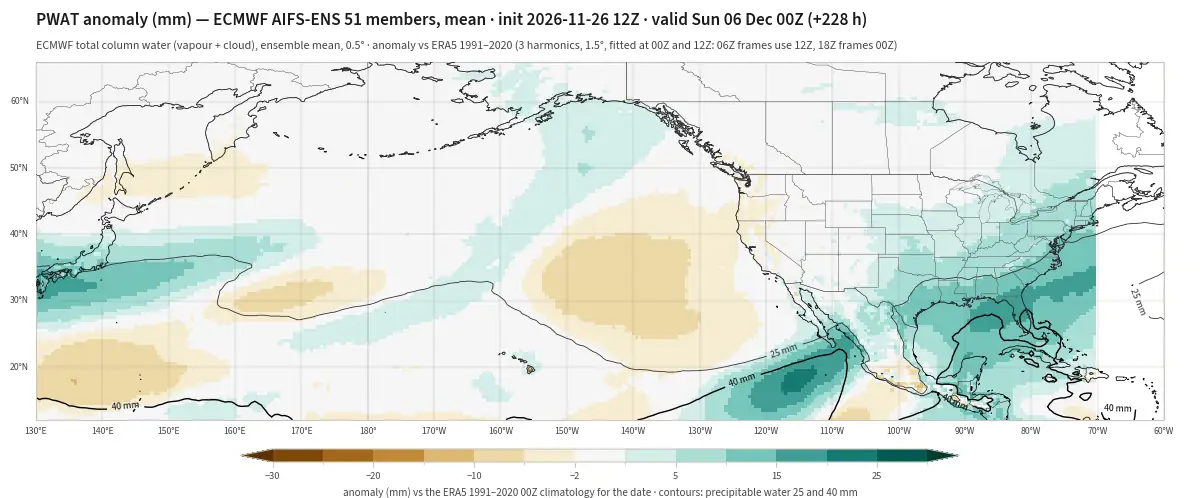 PWAT anomaly (mm) — ECMWF AIFS-ENS 51 members, mean · init 2026-11-26 12Z · valid Sun 06 Dec 00Z (+228 h)
ECMWF total column water (vapour + cloud), ensemble mean, 0.5° · anomaly vs ERA5 1991–2020 (3 harmonics, 1.5°, fitted at 00Z and 12Z: 06Z frames use 12Z, 18Z frames 00Z)
60°N
50°N
40°N
30°N
20°N
25 mm
25 mm
40 mm
40 mm
40 mm
40 mm
130°E 140°E 150°E 160°E 170°E 180° 170°W 160°W 150°W 140°W 130°W 120°W 110°W 100°W 90°W 80°W 70°W 60°W
−30 −20 −10 −2 5 15 25
anomaly (mm) vs the ERA5 1991–2020 00Z climatology for the date · contours: precipitable water 25 and 40 mm